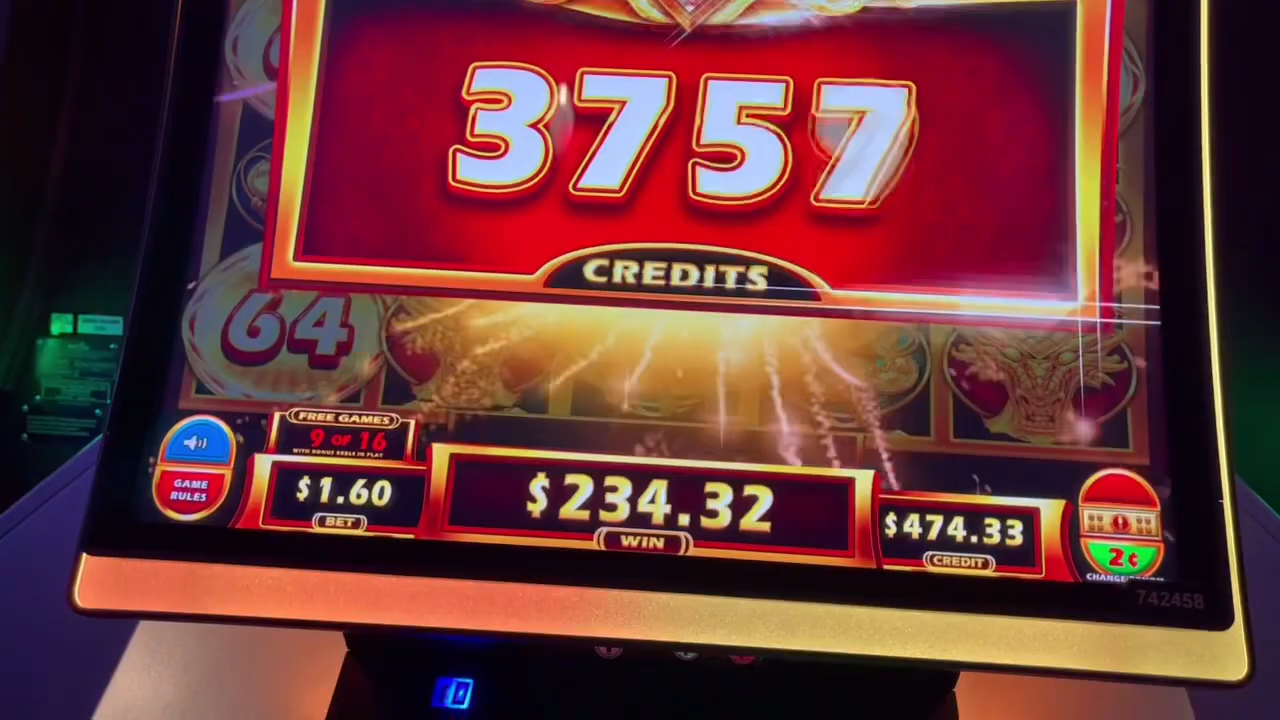 3757
CREDITS
64
FREE GAMES
9 OF 16
WITH BONUS REELS IN PLAY
GAME
RULES
$1.60
BET
$234.32
WIN
$474.33
CREDIT
2¢
742458